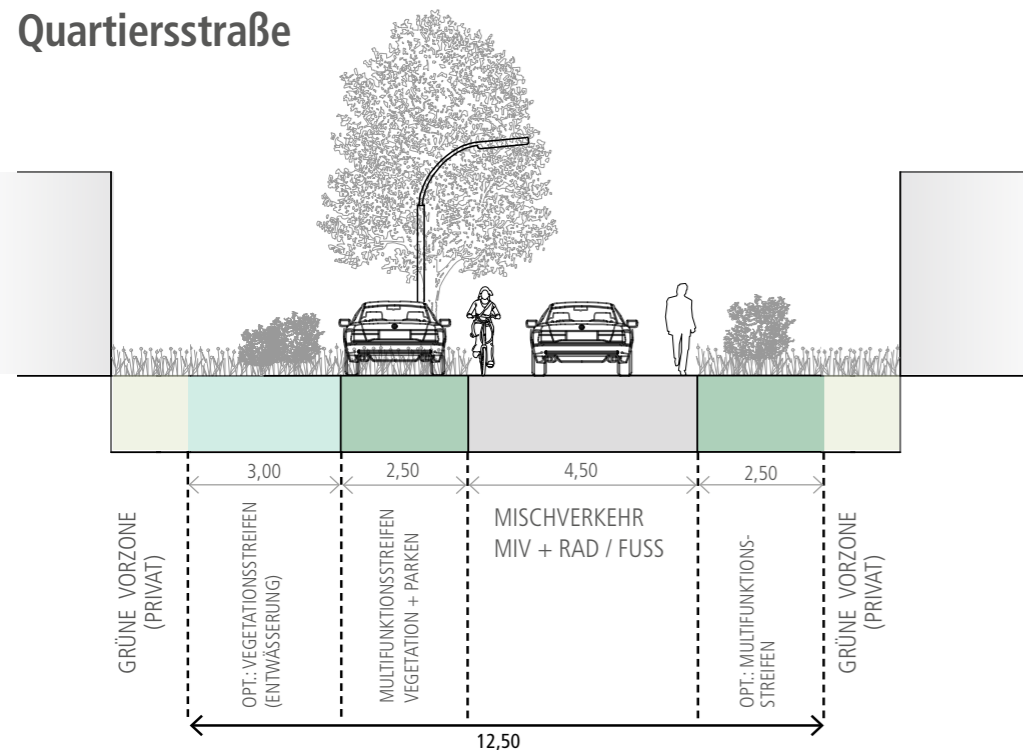 Quartiersstraße
3,00
2,50
4,50
2,50
GRÜNE VORZONE
(PRIVAT)
OPT.: VEGETATIONSSTREIFEN
(ENTWÄSSERUNG)
MULTIFUNKTIONSSTREIFEN
VEGETATION + PARKEN
MISCHVERKEHR
MIV + RAD / FUSS
OPT.: MULTIFUNKTIONS-
STREIFEN
GRÜNE VORZONE
(PRIVAT)
12,50